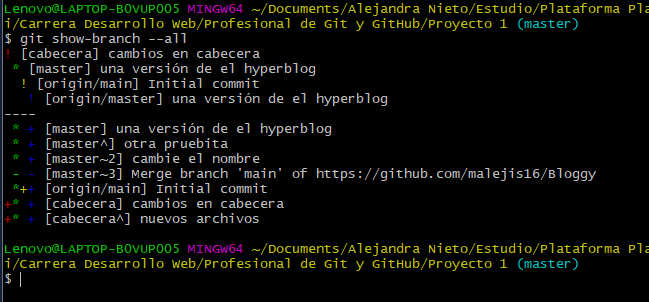 Lenovo@LAPTOP-B0VUP005 MINGW64 ~/Documents/Alejandra Nieto/Estudio/Plataforma Pla
i/Carrera Desarrollo Web/Profesional de Git y GitHub/Proyecto 1 (master)
$ git show-branch --all
! [cabecera] cambios en cabecera
 * [master] una versión de el hyperblog
  ! [origin/main] Initial commit
   ! [origin/master] una versión de el hyperblog
----
 * + [master] una versión de el hyperblog
 * + [master^] otra pruebita
 * + [master~2] cambie el nombre
 - - [master~3] Merge branch 'main' of https://github.com/malejis16/Bloggy
 *++ [origin/main] Initial commit
+* + [cabecera] cambios en cabecera
+* + [cabecera^] nuevos archivos
Lenovo@LAPTOP-B0VUP005 MINGW64 ~/Documents/Alejandra Nieto/Estudio/Plataforma Pla
i/Carrera Desarrollo Web/Profesional de Git y GitHub/Proyecto 1 (master)
$